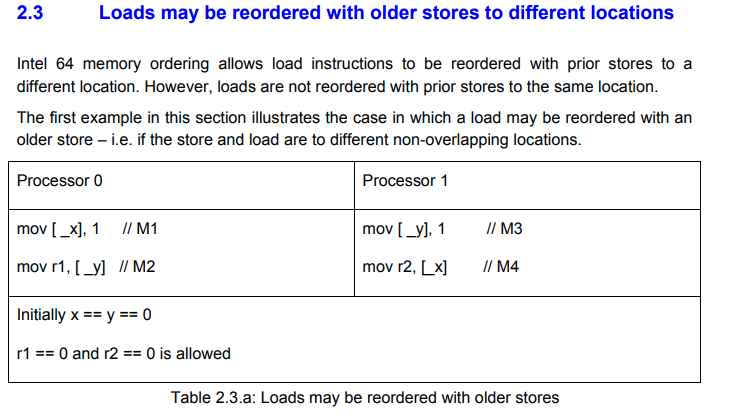 2.3 Loads may be reordered with older stores to different locations
Intel 64 memory ordering allows load instructions to be reordered with prior stores to a
different location. However, loads are not reordered with prior stores to the same location.
The first example in this section illustrates the case in which a load may be reordered with an
older store – i.e. if the store and load are to different non-overlapping locations.
Processor 0 Processor 1
mov [ _x], 1 // M1 mov [ _y], 1 // M3
mov r1, [ _y] // M2 mov r2, [_x] // M4
Initially x == y == 0
r1 == 0 and r2 == 0 is allowed
Table 2.3.a: Loads may be reordered with older stores